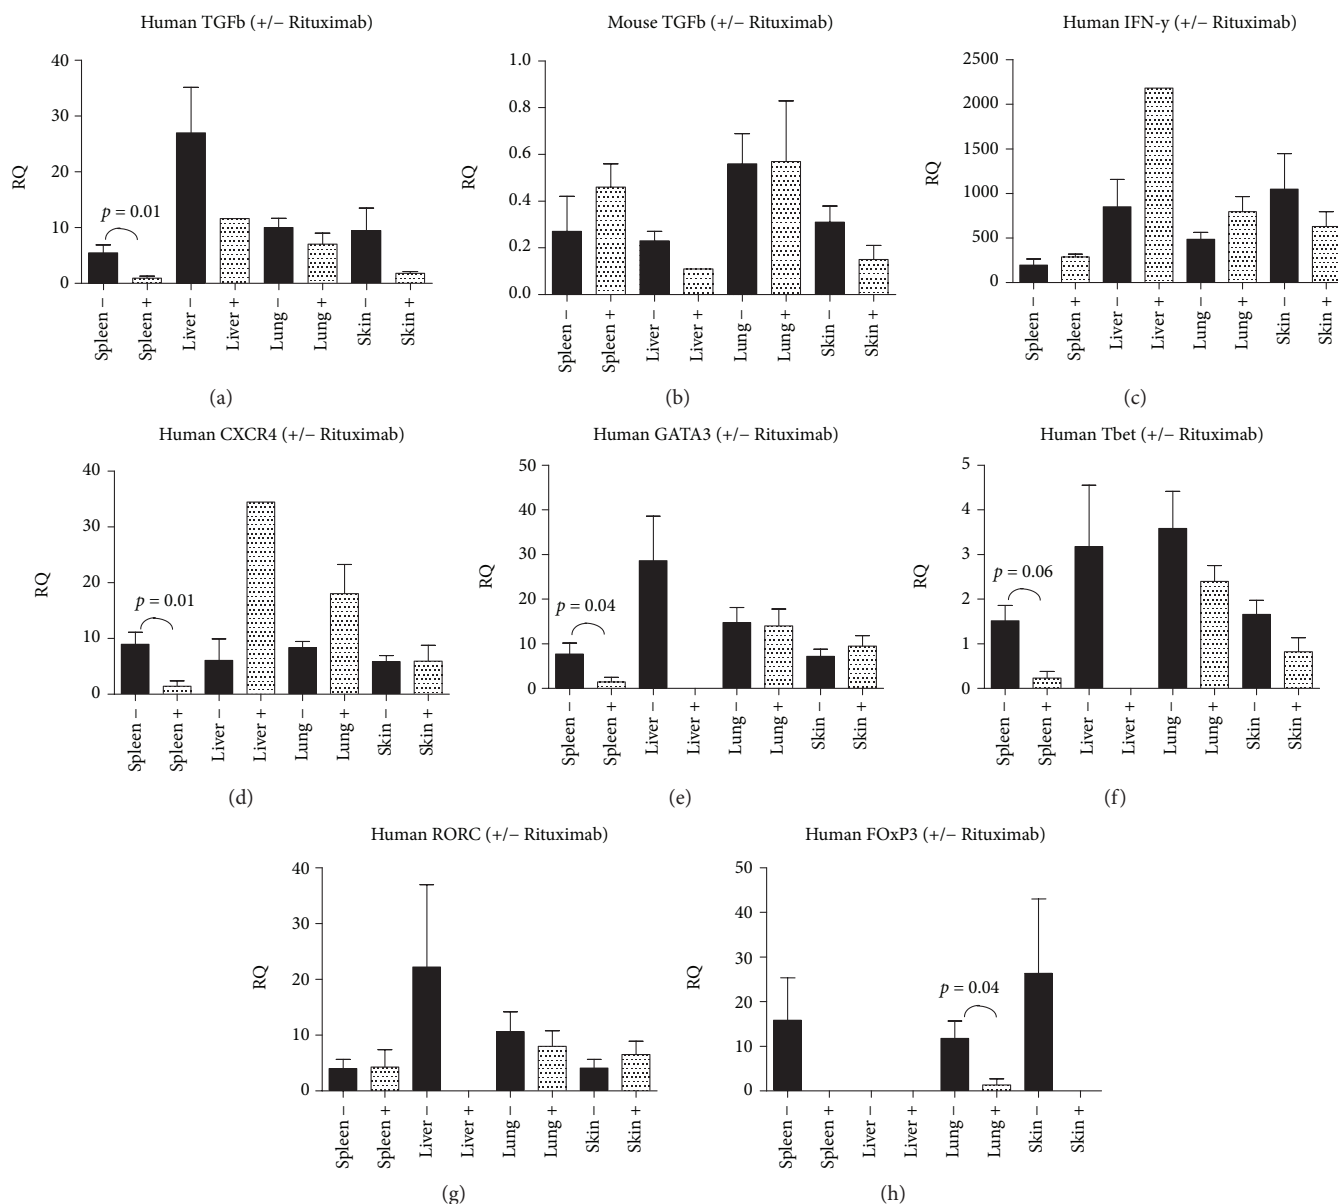 Human TGFb (+/− Rituximab)
RQ
40
30
20
10
0
p = 0.01
Spleen −
Spleen +
Liver −
Liver +
Lung −
Lung +
Skin −
Skin +
(a)
Mouse TGFb (+/− Rituximab)
RQ
1.0
0.8
0.6
0.4
0.2
0.0
Spleen −
Spleen +
Liver −
Liver +
Lung −
Lung +
Skin −
Skin +
(b)
Human IFN-y (+/− Rituximab)
RQ
2500
2000
1500
1000
500
0
Spleen −
Spleen +
Liver −
Liver +
Lung −
Lung +
Skin −
Skin +
(c)
Human CXCR4 (+/− Rituximab)
RQ
40
30
20
10
0
p = 0.01
Spleen −
Spleen +
Liver −
Liver +
Lung −
Lung +
Skin −
Skin +
(d)
Human GATA3 (+/− Rituximab)
RQ
50
40
30
20
10
0
p = 0.04
Spleen −
Spleen +
Liver −
Liver +
Lung −
Lung +
Skin −
Skin +
(e)
Human Tbet (+/− Rituximab)
RQ
5
4
3
2
1
0
p = 0.06
Spleen −
Spleen +
Liver −
Liver +
Lung −
Lung +
Skin −
Skin +
(f)
Human RORC (+/− Rituximab)
RQ
40
30
20
10
0
Spleen −
Spleen +
Liver −
Liver +
Lung −
Lung +
Skin −
Skin +
(g)
Human FOxP3 (+/− Rituximab)
RQ
50
40
30
20
10
0
p = 0.04
Spleen −
Spleen +
Liver −
Liver +
Lung −
Lung +
Skin −
Skin +
(h)